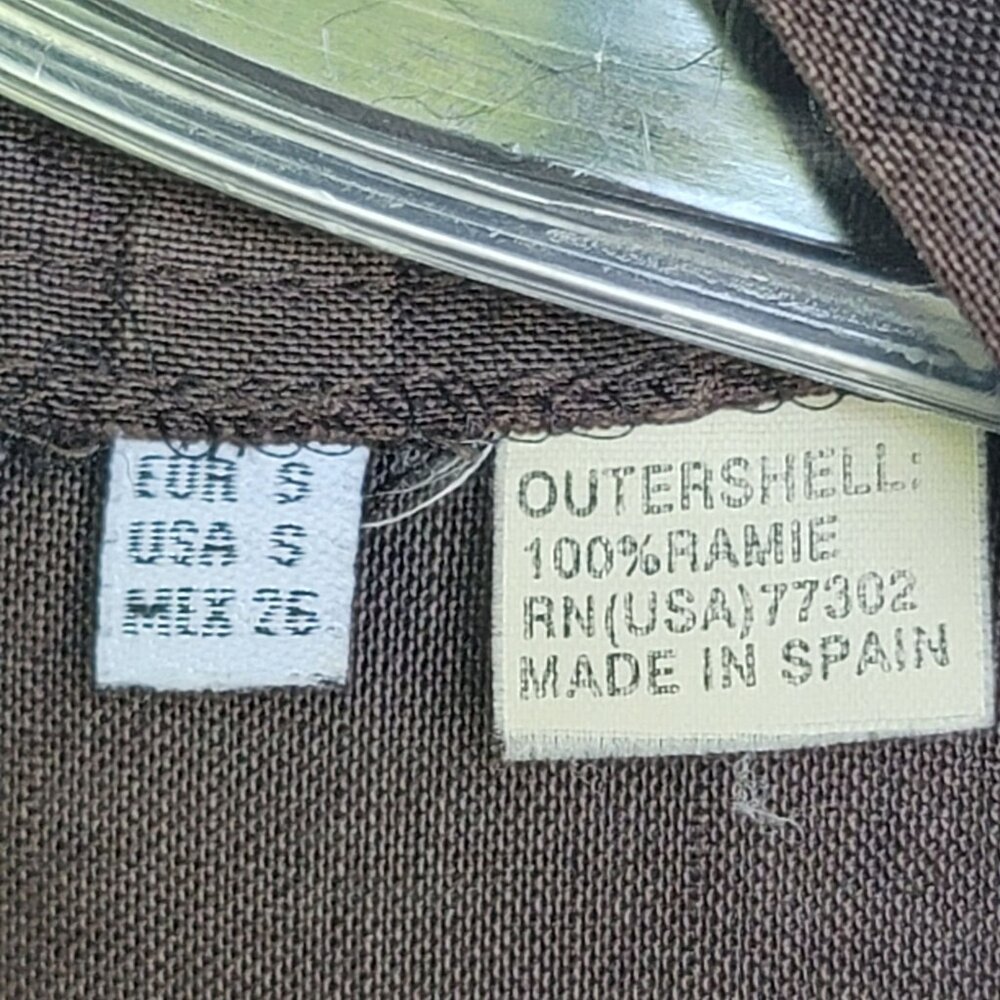 EUR S
USA S
MEX 26
OUTERSHELL:
100%RAMIE
RN(USA)77302
MADE IN SPAIN